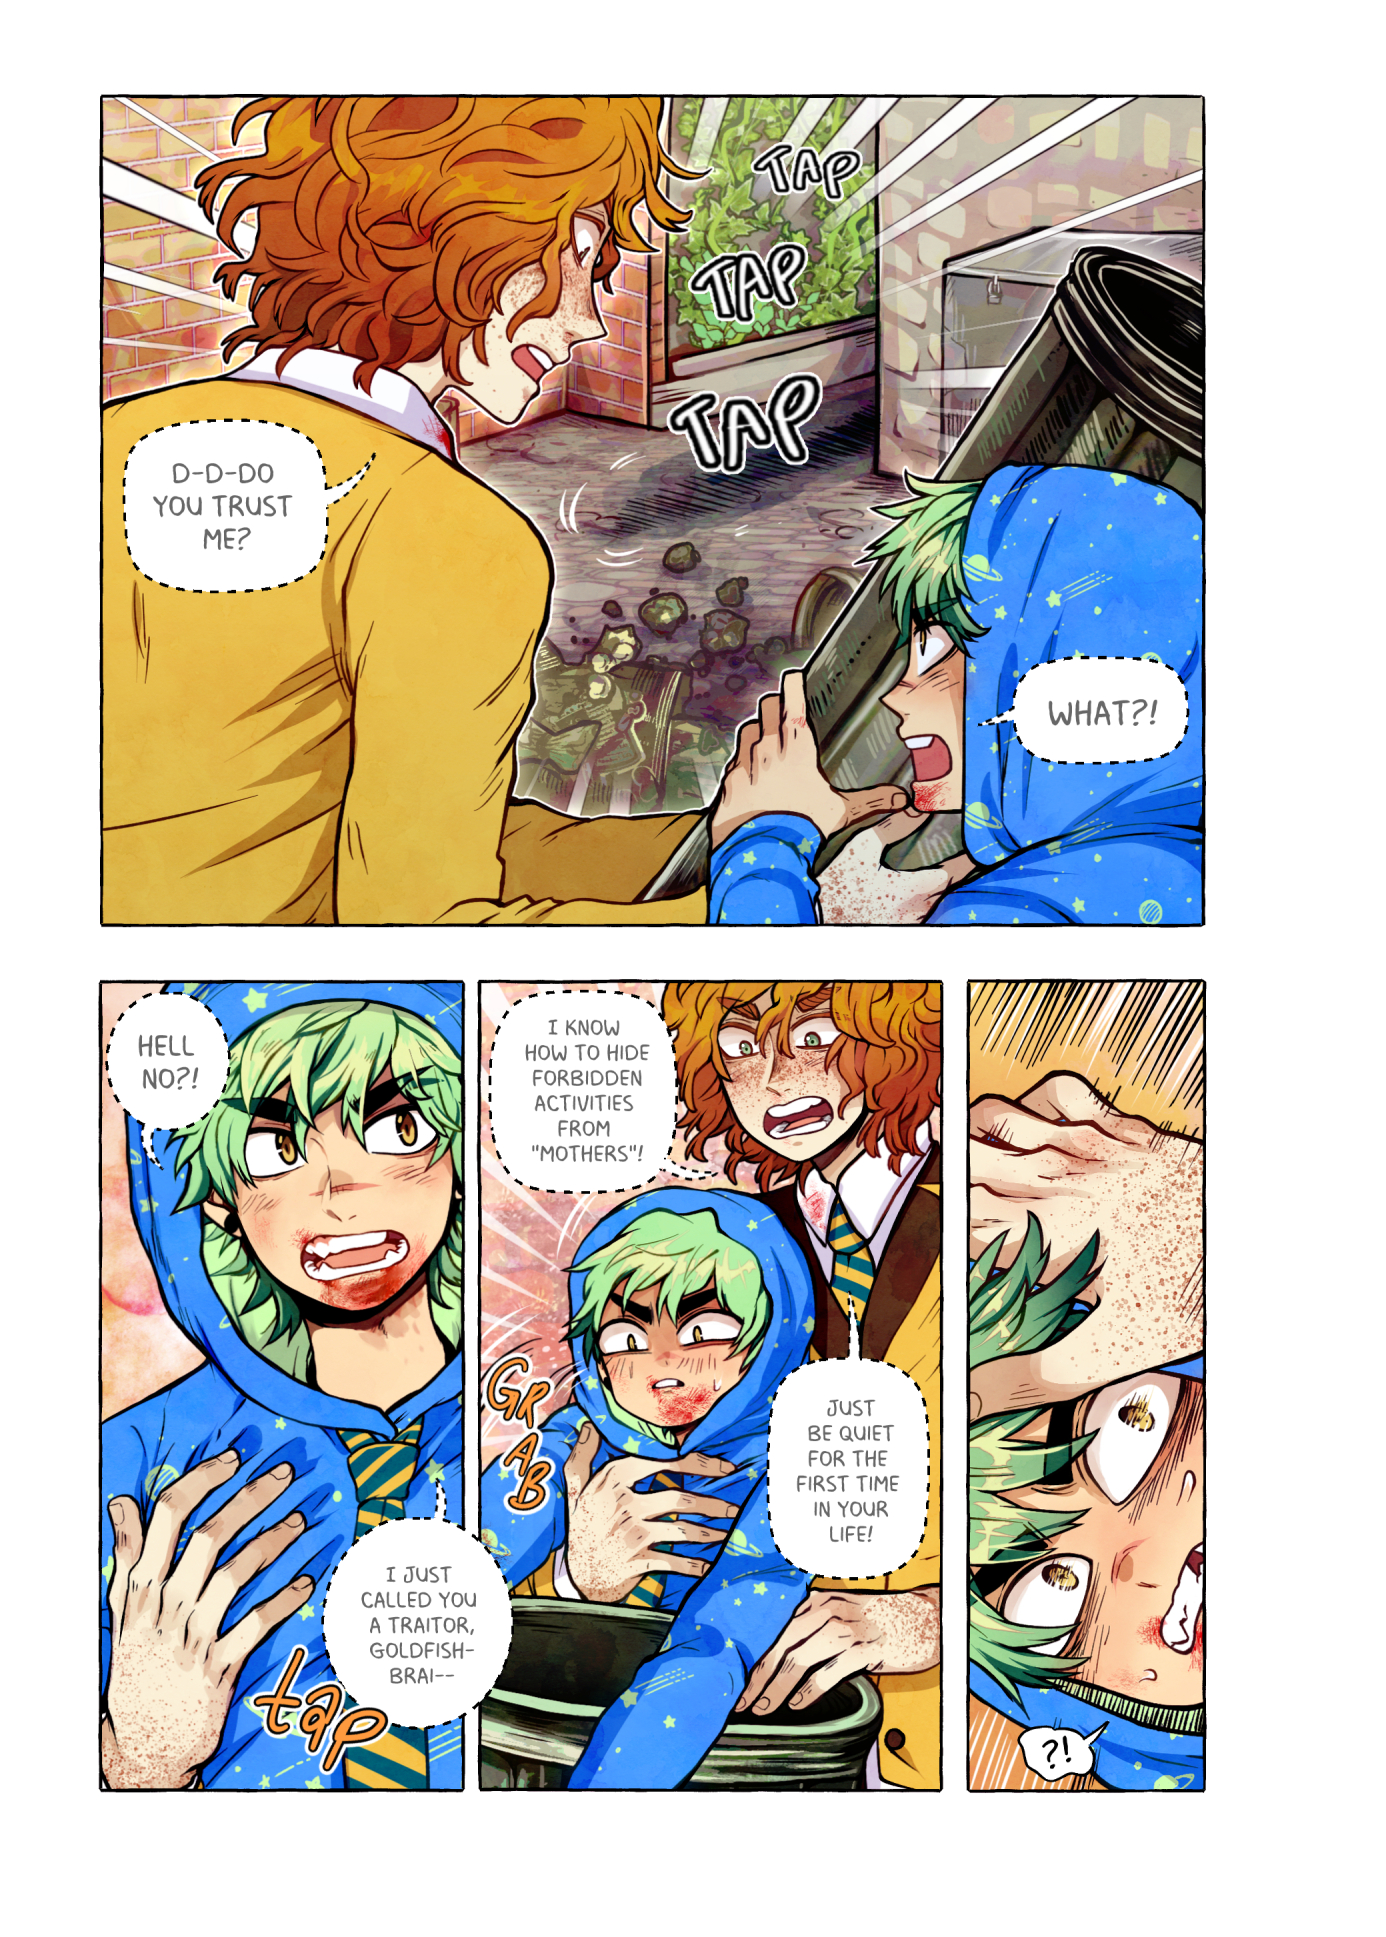 TAP
TAP
TAP
D-D-DO
YOU TRUST
ME?
WHAT?!
HELL
NO?!
I JUST
CALLED YOU
A TRAITOR,
GOLDFISH-
BRAI--
tap
I KNOW
HOW TO HIDE
FORBIDDEN
ACTIVITIES
FROM
"MOTHERS"!
GRAB
JUST
BE QUIET
FOR THE
FIRST TIME
IN YOUR
LIFE!
?!